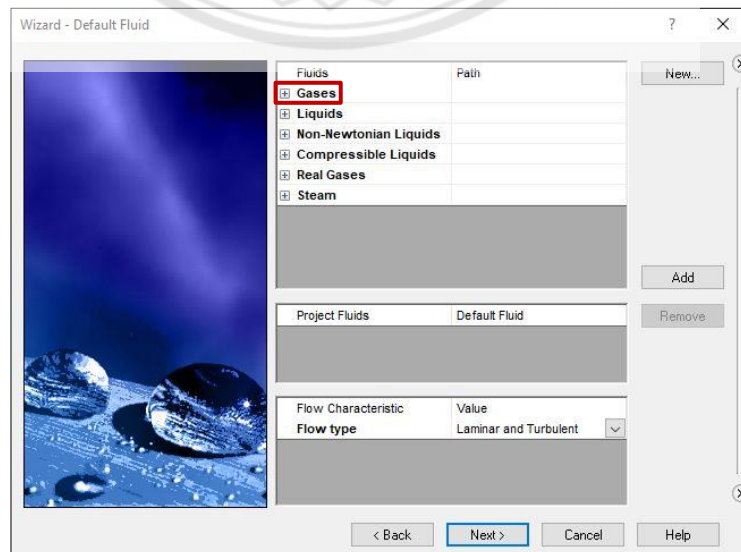 Wizard - Default Fluid
?
Fluids Path
Gases
Liquids
Non-Newtonian Liquids
Compressible Liquids
Real Gases
Steam
New...
Add
Project Fluids Default Fluid
Remove
Flow Characteristic Value
Flow type Laminar and Turbulent
< Back Next > Cancel Help